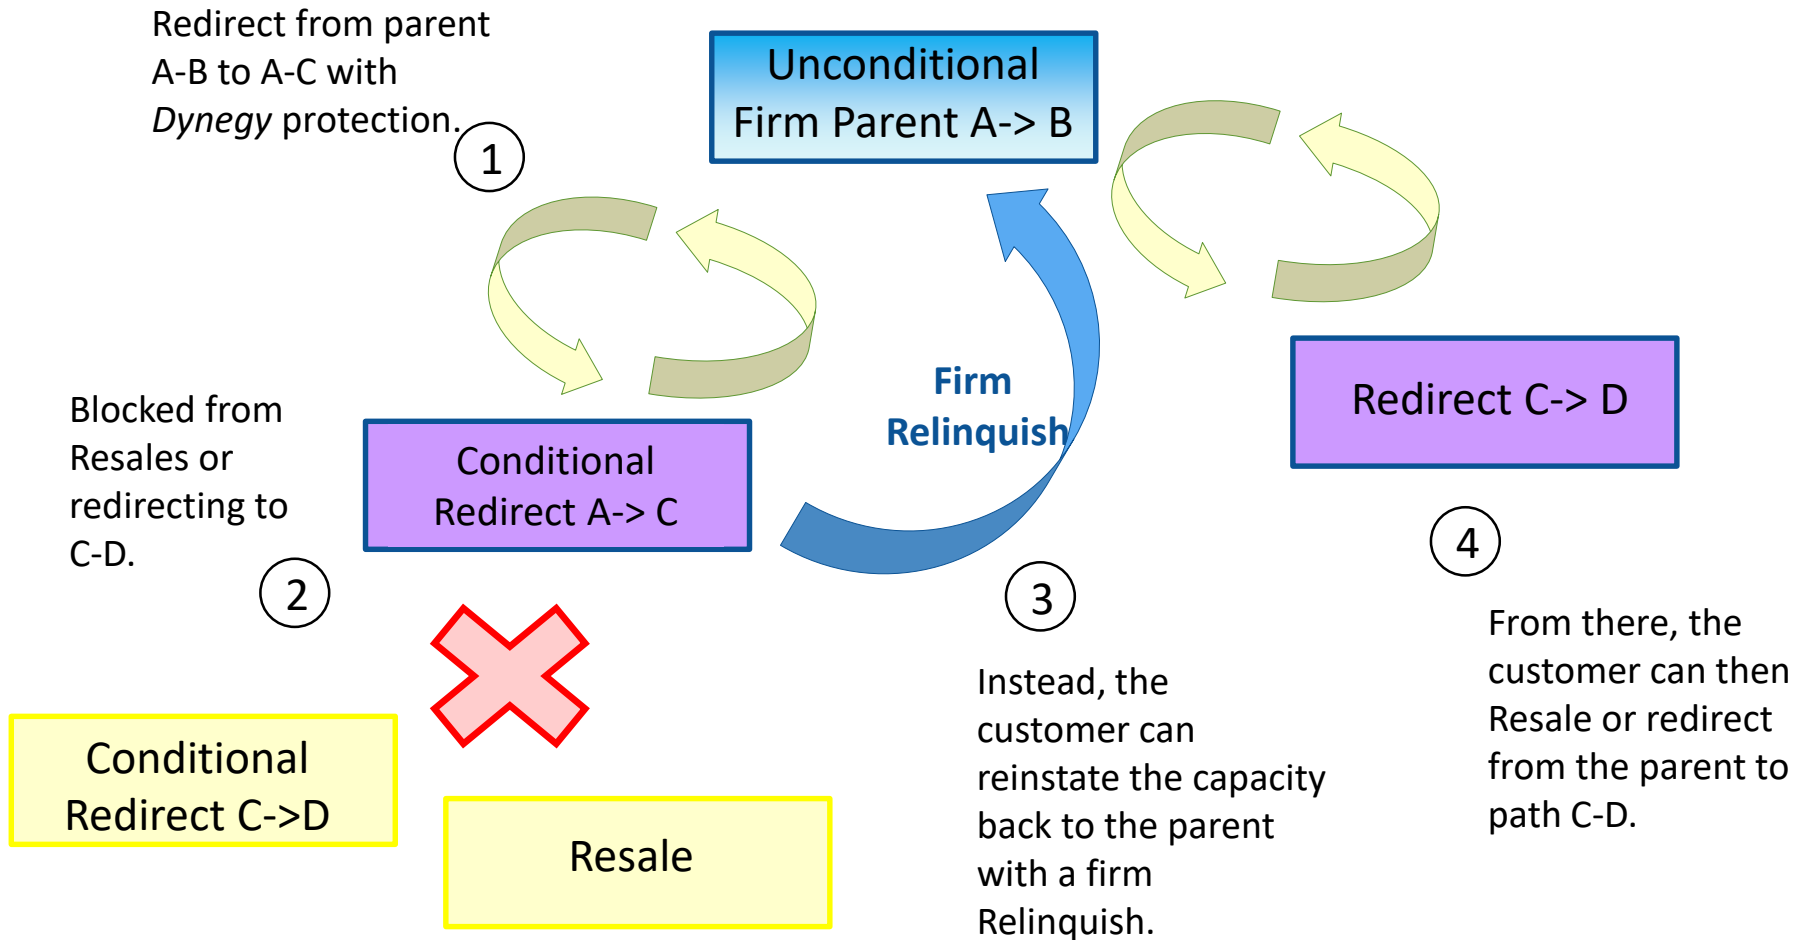 Redirect from parent
A-B to A-C with
Dynegy protection.
1
Unconditional
Firm Parent A-> B
Blocked from
Resales or
redirecting to
C-D.
2
Conditional
Redirect A-> C
Firm
Relinquish
Redirect C-> D
3
Instead, the
customer can
reinstate the capacity
back to the parent
with a firm
Relinquish.
4
From there, the
customer can then
Resale or redirect
from the parent to
path C-D.
Conditional
Redirect C->D
Resale